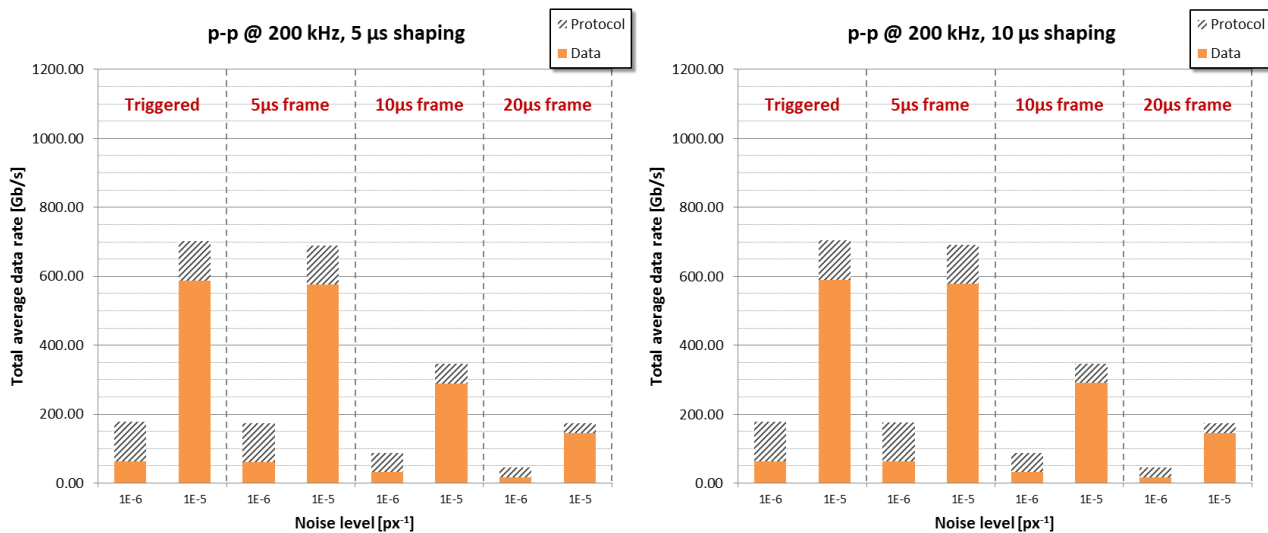 p-p @ 200 kHz, 5 µs shaping
Protocol
Data
1200.00
1000.00
800.00
600.00
400.00
200.00
0.00
Total average data rate [Gb/s]
Triggered
5µs frame
10µs frame
20µs frame
1E-6 1E-5 1E-6 1E-5 1E-6 1E-5 1E-6 1E-5
Noise level [px⁻¹]
p-p @ 200 kHz, 10 µs shaping
Protocol
Data
1200.00
1000.00
800.00
600.00
400.00
200.00
0.00
Total average data rate [Gb/s]
Triggered
5µs frame
10µs frame
20µs frame
1E-6 1E-5 1E-6 1E-5 1E-6 1E-5 1E-6 1E-5
Noise level [px⁻¹]